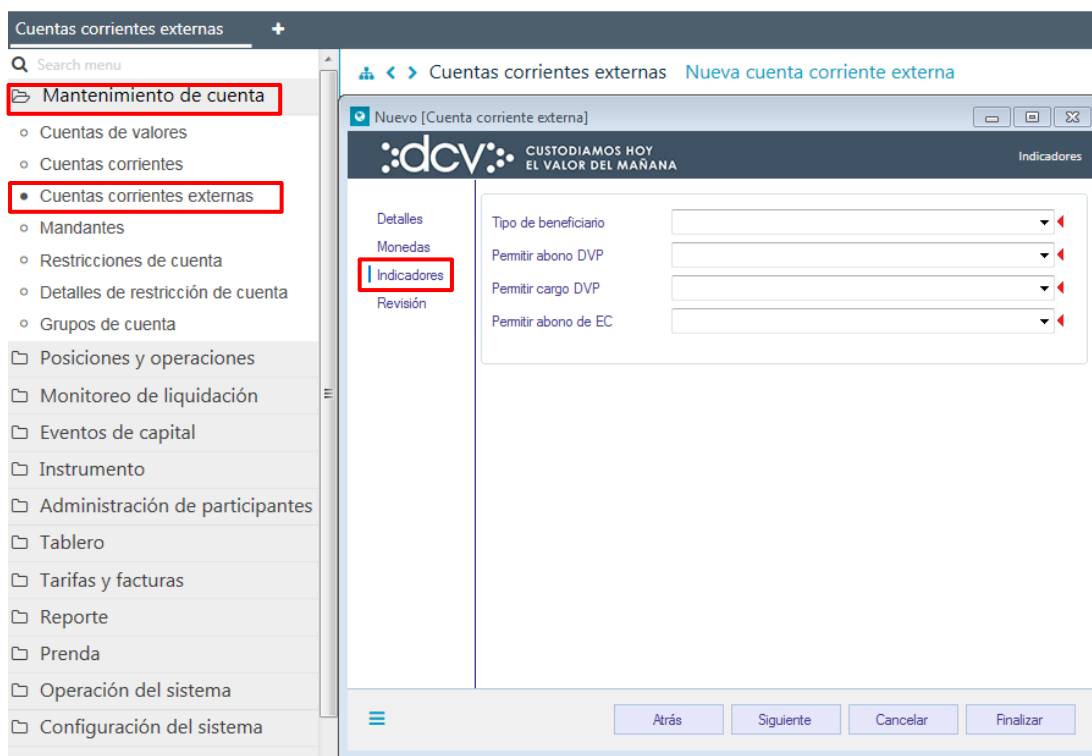 Cuentas corrientes externas +
Search menu
Mantenimiento de cuenta
Cuentas de valores
Cuentas corrientes
Cuentas corrientes externas
Mandantes
Restricciones de cuenta
Detalles de restricción de cuenta
Grupos de cuenta
Posiciones y operaciones
Monitoreo de liquidación
Eventos de capital
Instrumento
Administración de participantes
Tablero
Tarifas y facturas
Reporte
Prenda
Operación del sistema
Configuración del sistema
Cuentas corrientes externas Nueva cuenta corriente externa
Nuevo [Cuenta corriente externa]
dcv
CUSTODIAMOS HOY
EL VALOR DEL MAÑANA
Indicadores
Detalles
Monedas
Indicadores
Revisión
Tipo de beneficiario
Permitir abono DVP
Permitir cargo DVP
Permitir abono de EC
Atrás Siguiente Cancelar Finalizar